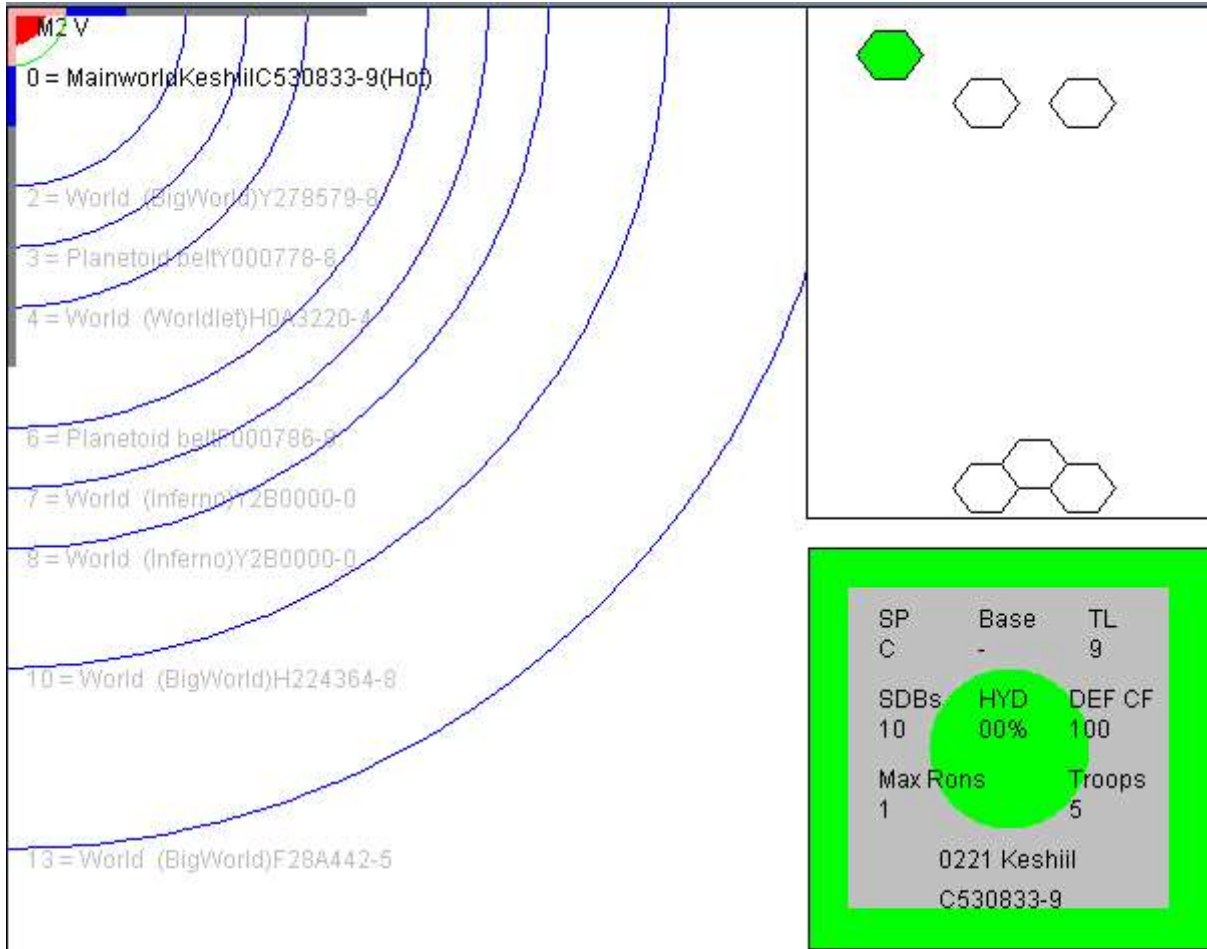 M2 V
0 = MainworldKeshiilC530833-9(Hot)
2 = World (BigWorld)Y278579-8
3 = Planetoid beltY000778-8
4 = World (Worldlet)H0A3220-4
6 = Planetoid beltF000786-9
7 = World (Inferno)Y2B0000-0
8 = World (Inferno)Y2B0000-0
10 = World (BigWorld)H224364-8
13 = World (BigWorld)F28A442-5
SP Base TL
C - 9
SDBs HYD DEF CF
10 00% 100
Max Rons Troops
1 5
0221 Keshiil
C530833-9